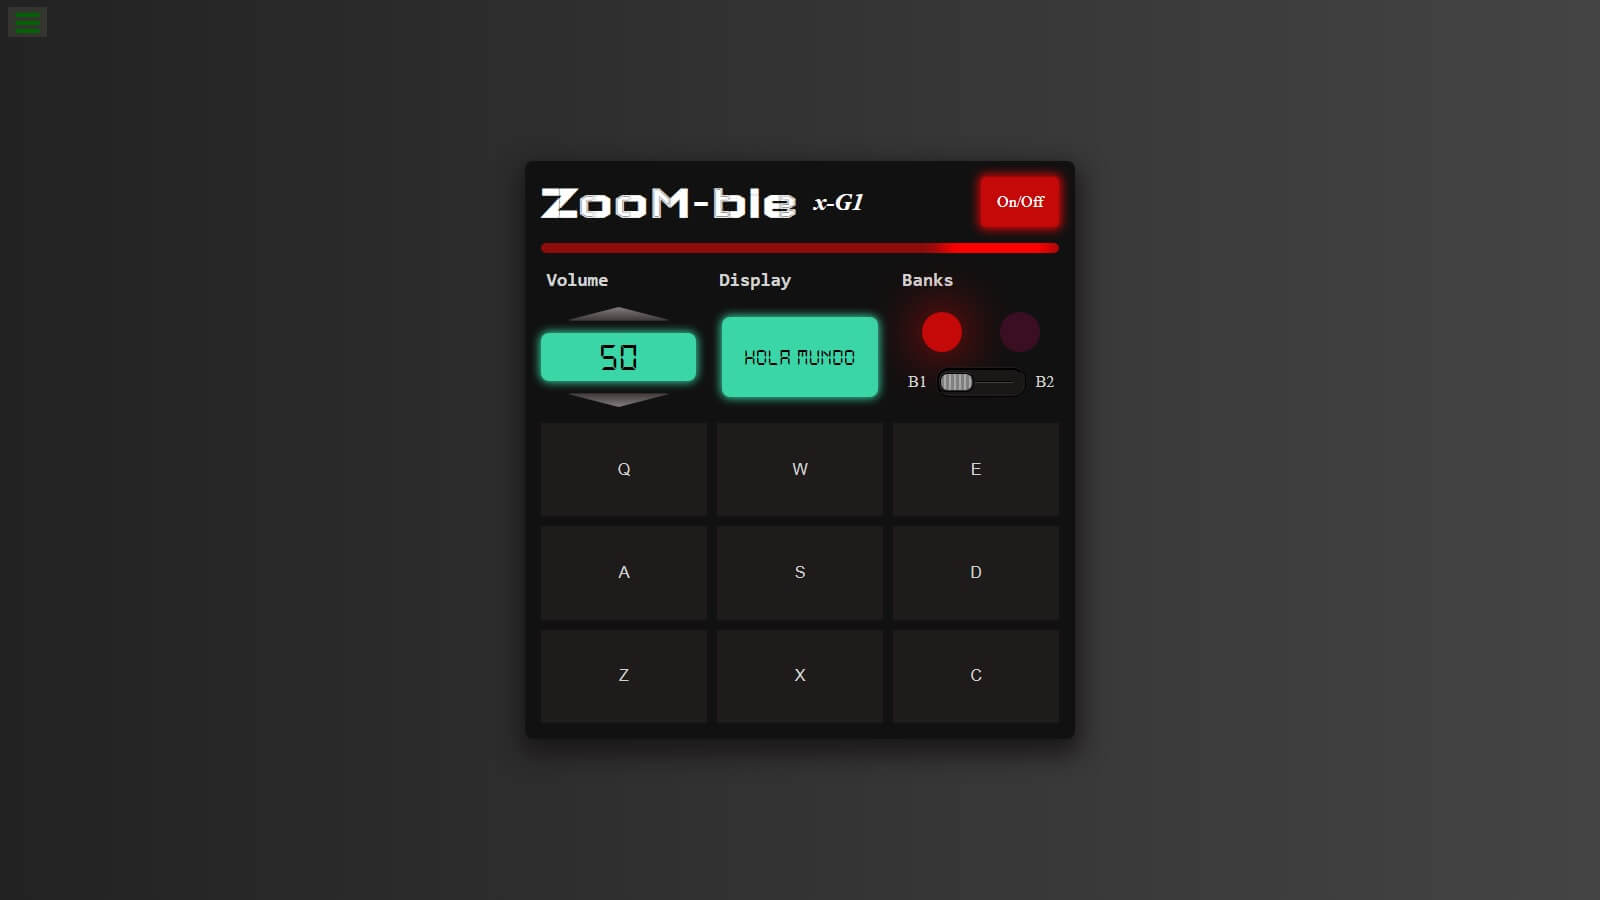 ZooM-ble x-G1 On/Off
Volume Display Banks
50 HOLA MUNDO
B1 B2
Q W E
A S D
Z X C